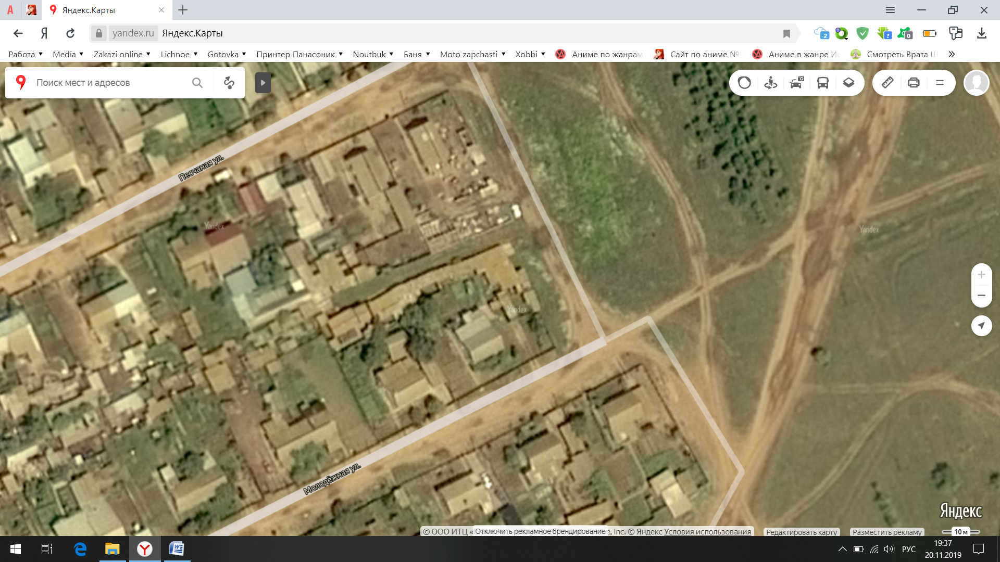 Яндекс.Карты
yandex.ru Яндекс.Карты
-2
?
0
Работа Media Zakazi online Lichnoe Gotovka Принтер Панасоник Noutbuk Баня Moto zapchasti Xobbi Аниме по жанрам Сайт по аниме № Аниме в жанре Ис Смотреть Врата Ш
Поиск мест и адресов
Песчаная ул.
Yandex
Yandex
Yandex
Молодёжная ул.
Яндекс
© ООО ИТЦ « Отключить рекламное брендирование e, Inc. © Яндекс Условия использования Редактировать карту Разместить рекламу 10 м
РУС
19:37
20.11.2019